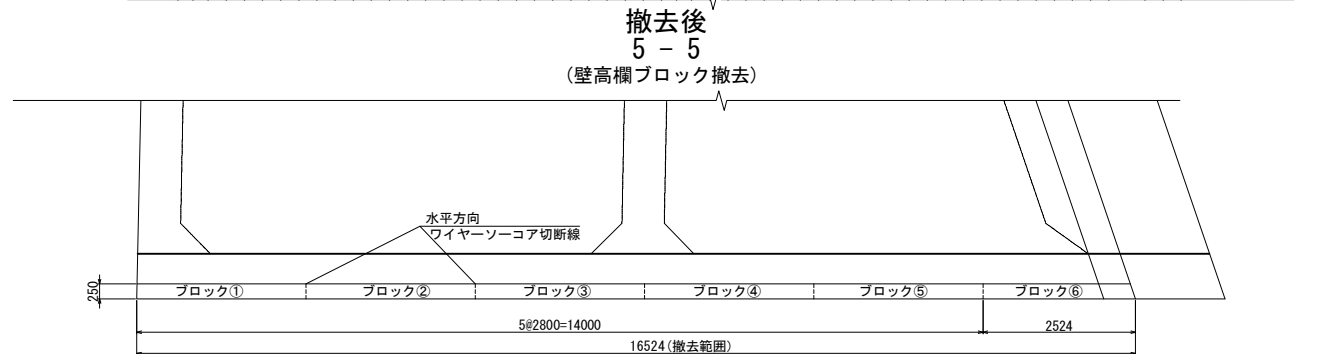 撤去後
5 - 5
(壁高欄ブロック撤去)
水平方向
ワイヤーソーコア切断線
250
ブロック①
ブロック②
ブロック③
ブロック④
ブロック⑤
ブロック⑥
5@2800=14000
2524
16524(撤去範囲)